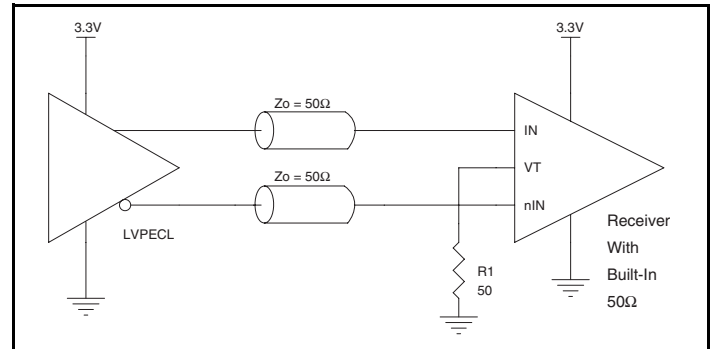 3.3V
3.3V
Zo = 50Ω
IN
VT
Zo = 50Ω
nIN
LVPECL
R1
50
Receiver
With
Built-In
50Ω